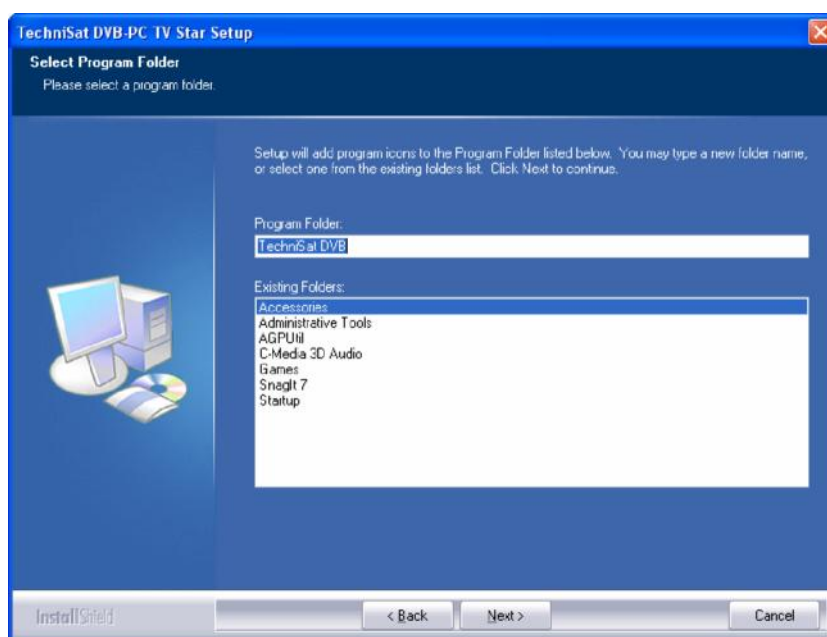 TechniSat DVB-PC TV Star Setup
Select Program Folder
Please select a program folder.
Setup will add program icons to the Program Folder listed below. You may type a new folder name,
or select one from the existing folders list. Click Next to continue.
Program Folder:
TechniSat DVB
Existing Folders:
Accessories
Administrative Tools
AGPUtil
C-Media 3D Audio
Games
SnagIt 7
Startup
InstallShield
< Back
Next >
Cancel